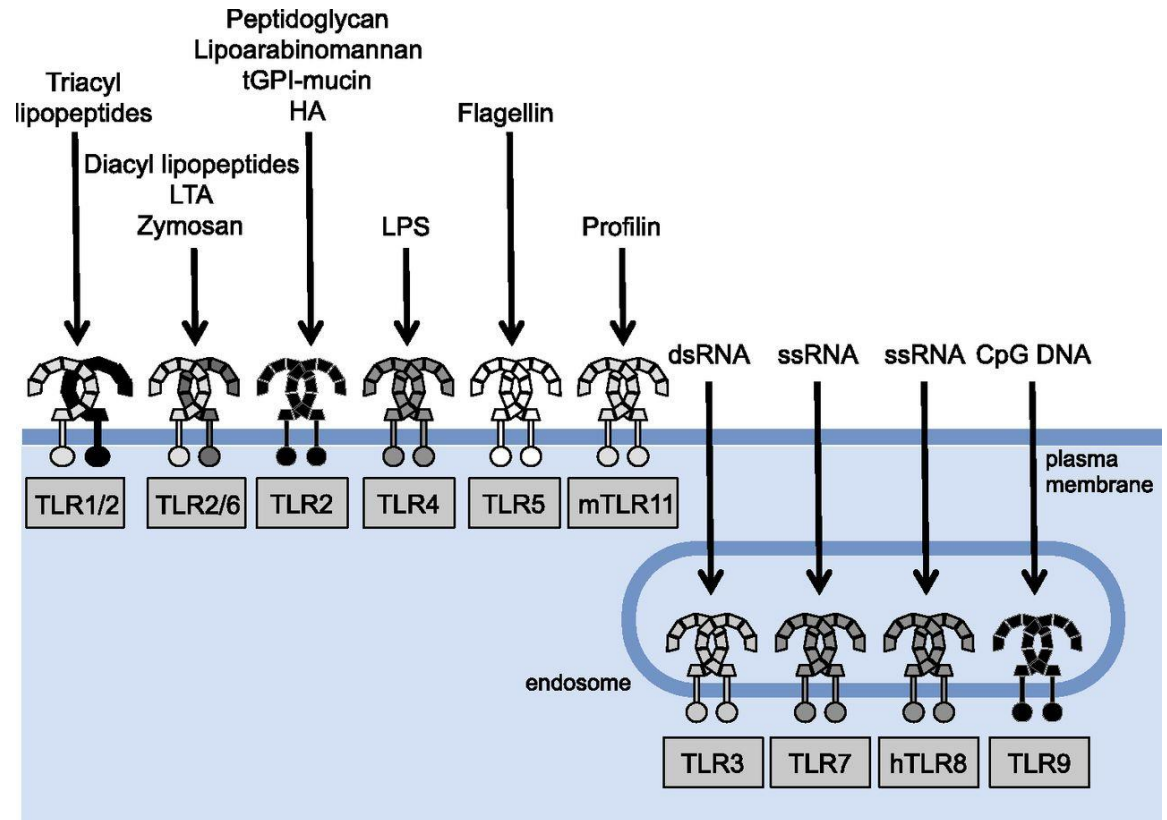 Peptidoglycan
Lipoarabinomannan
tGPI-mucin
HA
Triacyl
lipopeptides
Flagellin
Diacyl lipopeptides
LTA
Zymosan
LPS
Profilin
dsRNA
ssRNA
ssRNA
CpG DNA
plasma
membrane
TLR1/2
TLR2/6
TLR2
TLR4
TLR5
mTLR11
endosome
TLR3
TLR7
hTLR8
TLR9